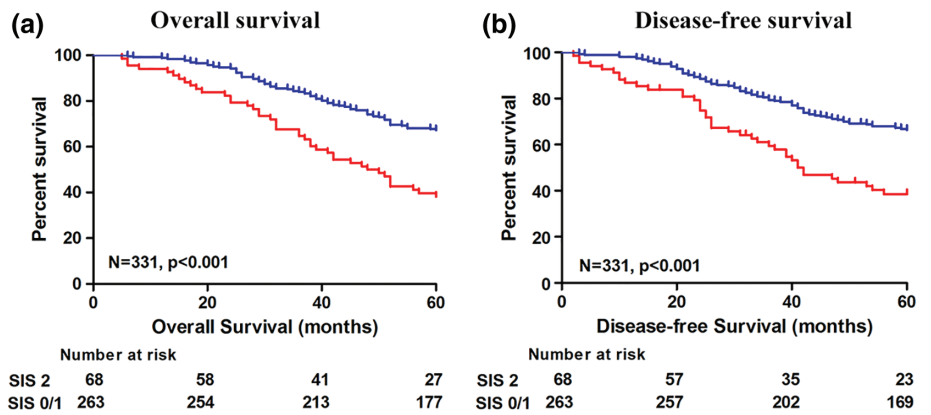 (a) Overall survival
Percent survival
100
80
60
40
20
0
N=331, p<0.001
0 20 40 60
Overall Survival (months)
Number at risk
SIS 2 68 58 41 27
SIS 0/1 263 254 213 177
(b) Disease-free survival
Percent survival
100
80
60
40
20
0
N=331, p<0.001
0 20 40 60
Disease-free Survival (months)
Number at risk
SIS 2 68 57 35 23
SIS 0/1 263 257 202 169